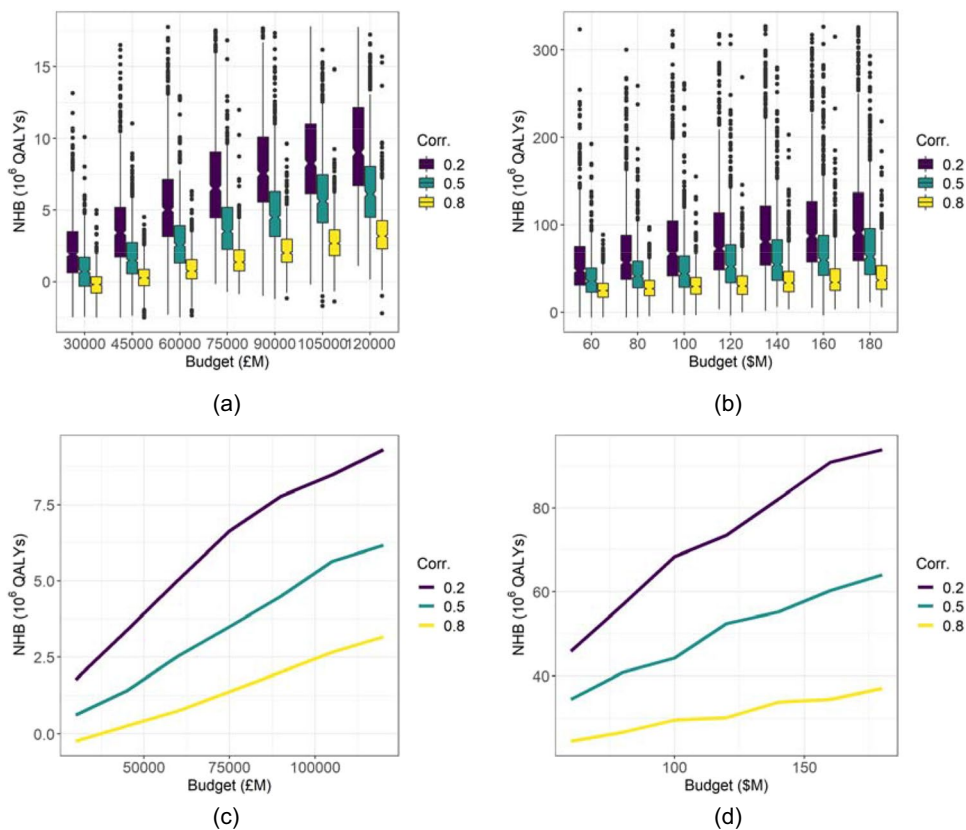 15
10
5
0
NHB (10⁶ QALYs)
30000 45000 60000 75000 90000 105000 120000
Budget (£M)
Corr.
0.2
0.5
0.8
(a)
300
200
100
0
NHB (10⁶ QALYs)
60 80 100 120 140 160 180
Budget ($M)
Corr.
0.2
0.5
0.8
(b)
7.5
5.0
2.5
0.0
NHB (10⁶ QALYs)
50000 75000 100000
Budget (£M)
Corr.
0.2
0.5
0.8
(c)
80
60
40
NHB (10⁶ QALYs)
100 150
Budget ($M)
Corr.
0.2
0.5
0.8
(d)